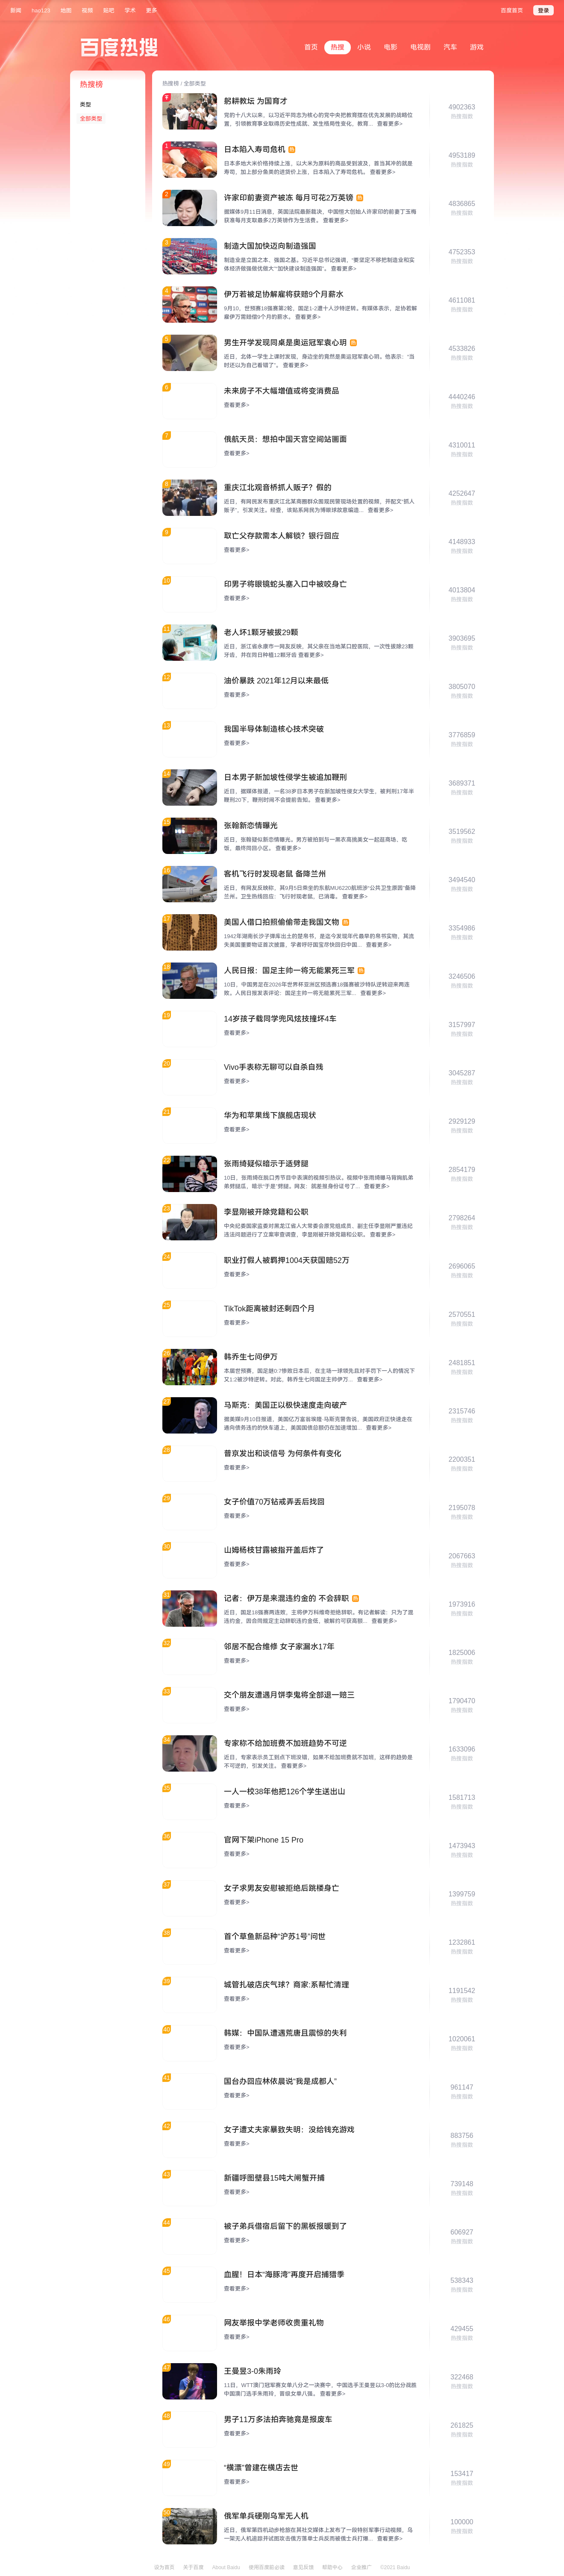 新闻 hao123 地图 视频 贴吧 学术 更多
百度首页 登录
百度热搜
首页 热搜 小说 电影 电视剧 汽车 游戏
热搜榜
类型
全部类型
热搜榜 / 全部类型
躬耕教坛 为国育才
党的十八大以来，以习近平同志为核心的党中央把教育摆在优先发展的战略位
置，引领教育事业取得历史性成就、发生格局性变化，教育... 查看更多>
4902363
热搜指数
1
日本陷入寿司危机 热
日本多地大米价格持续上涨，以大米为原料的商品受到波及，首当其冲的就是
寿司，加上部分鱼类的进货价上涨，日本陷入了寿司危机。 查看更多>
4953189
热搜指数
2
许家印前妻资产被冻 每月可花2万英镑 热
据媒体9月11日消息，英国法院最新裁决，中国恒大创始人许家印的前妻丁玉梅
获准每月支取最多2万英镑作为生活费。 查看更多>
4836865
热搜指数
3
制造大国加快迈向制造强国
制造业是立国之本、强国之基。习近平总书记强调，“要坚定不移把制造业和实
体经济做强做优做大”“加快建设制造强国”。 查看更多>
4752353
热搜指数
4
伊万若被足协解雇将获赔9个月薪水
9月10，世预赛18强赛第2轮，国足1-2遭十人沙特逆转。有媒体表示，足协若解
雇伊万需赔偿9个月的薪水。 查看更多>
4611081
热搜指数
5
男生开学发现同桌是奥运冠军袁心玥 热
近日，北体一学生上课时发现，身边坐的竟然是奥运冠军袁心玥。他表示：“当
时还以为自己看错了”。 查看更多>
4533826
热搜指数
6
未来房子不大幅增值或将变消费品
查看更多>
4440246
热搜指数
7
俄航天员：想拍中国天宫空间站圈面
查看更多>
4310011
热搜指数
8
重庆江北观音桥抓人贩子？假的
近日，有网民发布重庆江北某商圈群众围观民警现场处置的视频，并配文“抓人
贩子”，引发关注。经查，该贴系网民为博眼球故意编造... 查看更多>
4252647
热搜指数
9
取亡父存款需本人解锁？银行回应
查看更多>
4148933
热搜指数
10
印男子将眼镜蛇头塞入口中被咬身亡
查看更多>
4013804
热搜指数
11
老人坏1颗牙被拔29颗
近日，浙江省永康市一网友反映，其父亲在当地某口腔医院，一次性拔除23颗
牙齿，并在同日种植12颗牙齿 查看更多>
3903695
热搜指数
12
油价暴跌 2021年12月以来最低
查看更多>
3805070
热搜指数
13
我国半导体制造核心技术突破
查看更多>
3776859
热搜指数
14
日本男子新加坡性侵学生被追加鞭刑
近日，据媒体报道，一名38岁日本男子在新加坡性侵女大学生，被判刑17年半
鞭刑20下，鞭刑时间不会提前告知。 查看更多>
3689371
热搜指数
15
张翰新恋情曝光
近日，张翰疑似新恋情曝光。男方被拍到与一黑衣高挑美女一起逛商场、吃
饭，最终同回小区。 查看更多>
3519562
热搜指数
16
客机飞行时发现老鼠 备降兰州
近日，有网友反映称，其9月5日乘坐的东航MU6220航班涉“公共卫生原因”备降
兰州。卫生热线回应：飞行时现老鼠，已消毒。 查看更多>
3494540
热搜指数
17
美国人借口拍照偷偷带走我国文物 热
1942年湖南长沙子弹库出土的楚帛书，是迄今发现年代最早的帛书实物，其流
失美国重要物证首次披露，学者呼吁国宝尽快回归中国... 查看更多>
3354986
热搜指数
18
人民日报：国足主帅一将无能累死三军 热
10日，中国男足在2026年世界杯亚洲区预选赛18强赛被沙特队逆转迎来两连
败。人民日报发表评论：国足主帅一将无能累死三军... 查看更多>
3246506
热搜指数
19
14岁孩子载同学兜风炫技撞坏4车
查看更多>
3157997
热搜指数
20
Vivo手表称无聊可以自杀自残
查看更多>
3045287
热搜指数
21
华为和苹果线下旗舰店现状
查看更多>
2929129
热搜指数
22
张雨绮疑似暗示于适劈腿
10日，张雨绮在脱口秀节目中表演的视频引热议。视频中张雨绮曝马背胸肌弟
弟劈腿瓜，暗示“于是”劈腿。网友：就差报身份证号了... 查看更多>
2854179
热搜指数
23
李显刚被开除党籍和公职
中央纪委国家监委对黑龙江省人大常委会原党组成员、副主任李显刚严重违纪
违法问题进行了立案审查调查，李显刚被开除党籍和公职。 查看更多>
2798264
热搜指数
24
职业打假人被羁押1004天获国赔52万
查看更多>
2696065
热搜指数
25
TikTok距离被封还剩四个月
查看更多>
2570551
热搜指数
26
韩乔生七问伊万
本届世预赛，国足继0:7惨败日本后，在主场一球领先且对手罚下一人的情况下
又1:2被沙特逆转。对此，韩乔生七问国足主帅伊万... 查看更多>
2481851
热搜指数
27
马斯克：美国正以极快速度走向破产
据美媒9月10日报道，美国亿万富翁埃隆·马斯克警告说，美国政府正快速走在
通向债务违约的快车道上，美国国债总额仍在加速增加... 查看更多>
2315746
热搜指数
28
普京发出和谈信号 为何条件有变化
查看更多>
2200351
热搜指数
29
女子价值70万钻戒弄丢后找回
查看更多>
2195078
热搜指数
30
山姆杨枝甘露被指开盖后炸了
查看更多>
2067663
热搜指数
31
记者：伊万是来混违约金的 不会辞职 热
近日，国足18强赛两连败，主将伊万科维奇拒绝辞职。有记者解读：只为了混
违约金，因合同规定主动辞职违约金低，被解约可获高额... 查看更多>
1973916
热搜指数
32
邻居不配合维修 女子家漏水17年
查看更多>
1825006
热搜指数
33
交个朋友遭遇月饼李鬼将全部退一赔三
查看更多>
1790470
热搜指数
34
专家称不给加班费不加班趋势不可逆
近日，专家表示员工到点下班没错，如果不给加班费就不加班，这样的趋势是
不可逆的，引发关注。 查看更多>
1633096
热搜指数
35
一人一校38年他把126个学生送出山
查看更多>
1581713
热搜指数
36
官网下架iPhone 15 Pro
查看更多>
1473943
热搜指数
37
女子求男友安慰被拒绝后跳楼身亡
查看更多>
1399759
热搜指数
38
首个草鱼新品种“沪苏1号”问世
查看更多>
1232861
热搜指数
39
城管扎破店庆气球？商家:系帮忙清理
查看更多>
1191542
热搜指数
40
韩媒：中国队遭遇荒唐且震惊的失利
查看更多>
1020061
热搜指数
41
国台办回应林依晨说“我是成都人”
查看更多>
961147
热搜指数
42
女子遭丈夫家暴致失明：没给钱充游戏
查看更多>
883756
热搜指数
43
新疆呼图壁县15吨大闸蟹开捕
查看更多>
739148
热搜指数
44
被子弟兵借宿后留下的黑板报暖到了
查看更多>
606927
热搜指数
45
血腥！日本“海豚湾”再度开启捕猎季
查看更多>
538343
热搜指数
46
网友举报中学老师收贵重礼物
查看更多>
429455
热搜指数
47
王曼昱3-0朱雨玲
11日，WTT澳门冠军赛女单八分之一决赛中，中国选手王曼昱以3-0的比分战胜
中国澳门选手朱雨玲，晋级女单八强。 查看更多>
322468
热搜指数
48
男子11万多法拍奔驰竟是报废车
查看更多>
261825
热搜指数
49
“横漂”曾建在横店去世
查看更多>
153417
热搜指数
50
俄军单兵硬刚乌军无人机
近日，俄军第四机动步枪旅在其社交媒体上发布了一段特别军事行动视频，乌
一架无人机追踪并试图攻击俄方落单士兵反而被俄士兵打爆... 查看更多>
100000
热搜指数
设为首页 关于百度 About Baidu 使用百度前必读 意见反馈 帮助中心 企业推广 ©2021 Baidu